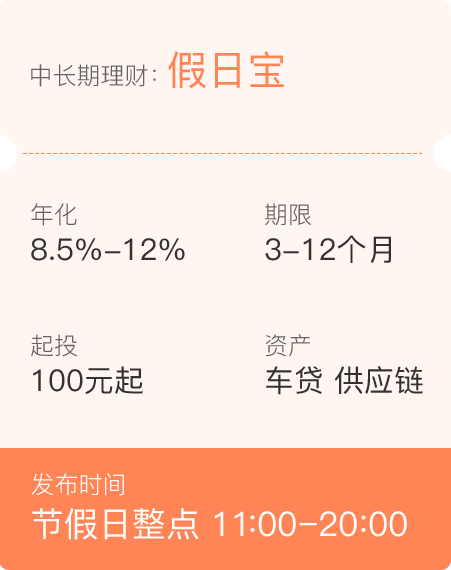 中长期理财：假日宝
年化
8.5%-12%
期限
3-12个月
起投
100元起
资产
车贷 供应链
发布时间
节假日整点 11:00-20:00